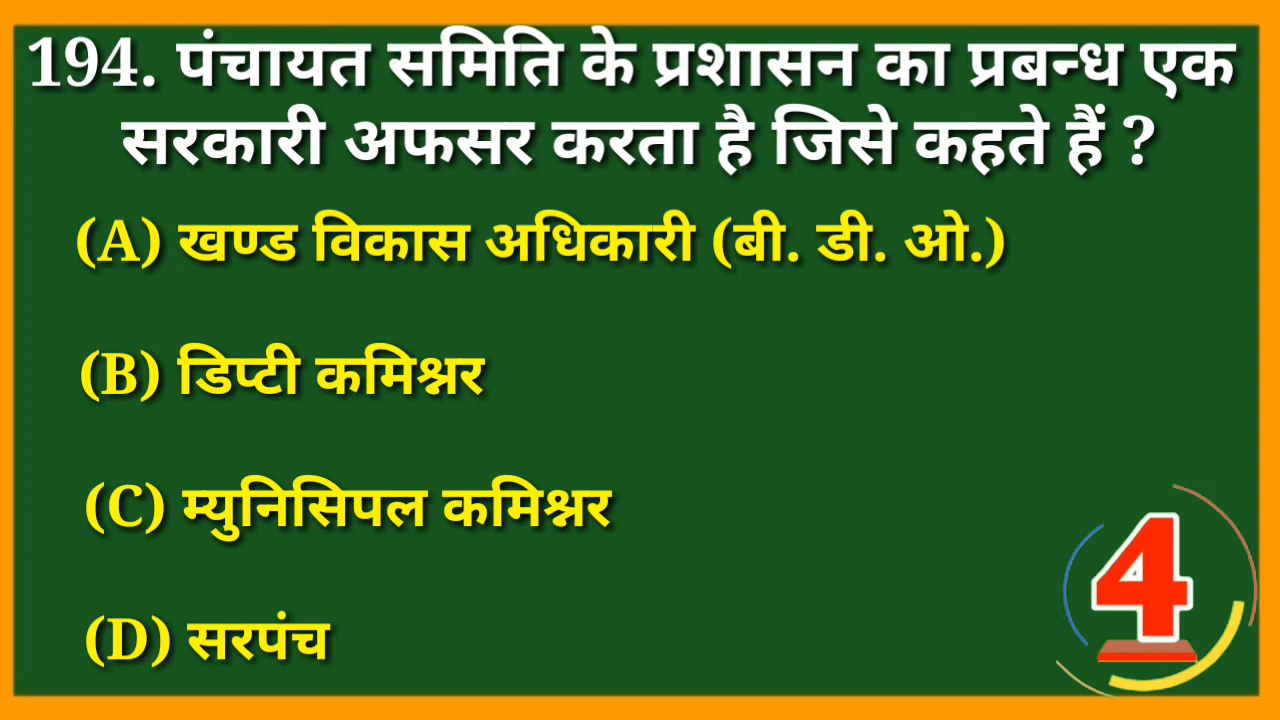 194. पंचायत समिति के प्रशासन का प्रबन्ध एक
सरकारी अफसर करता है जिसे कहते हैं ?
(A) खण्ड विकास अधिकारी (बी. डी. ओ.)
(B) डिप्टी कमिश्नर
(C) म्युनिसिपल कमिश्नर
(D) सरपंच
4